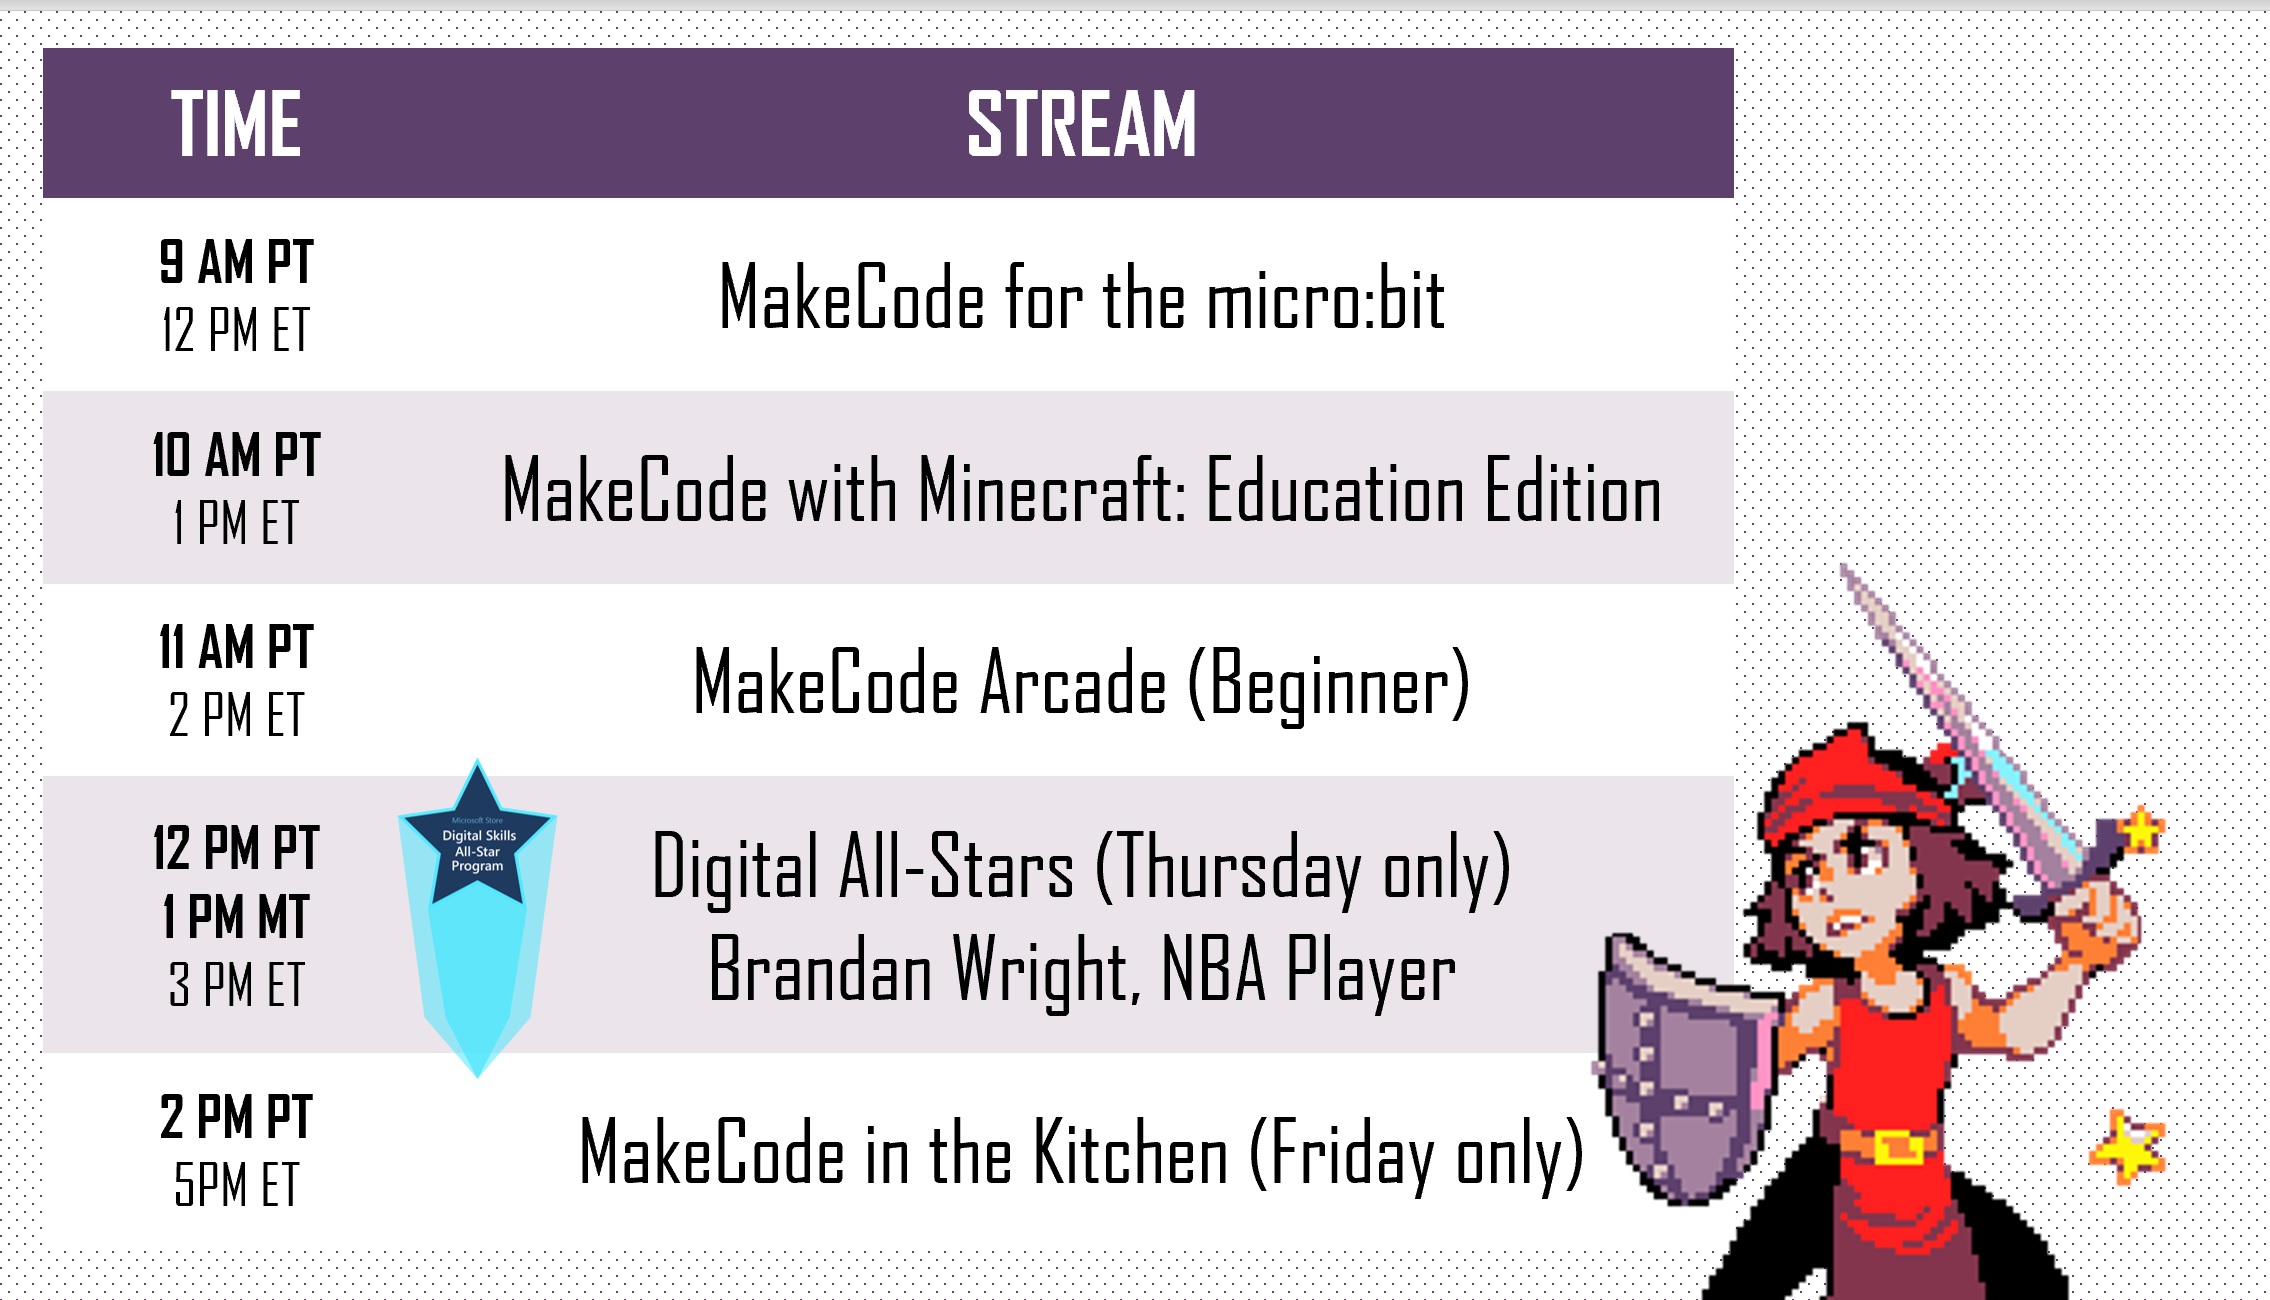 TIME STREAM
9 AM PT
12 PM ET
MakeCode for the micro:bit
10 AM PT
1 PM ET
MakeCode with Minecraft: Education Edition
11 AM PT
2 PM ET
MakeCode Arcade (Beginner)
12 PM PT
1 PM MT
3 PM ET
Microsoft Store
Digital Skills
All-Star
Program
Digital All-Stars (Thursday only)
Brandan Wright, NBA Player
2 PM PT
5PM ET
MakeCode in the Kitchen (Friday only)